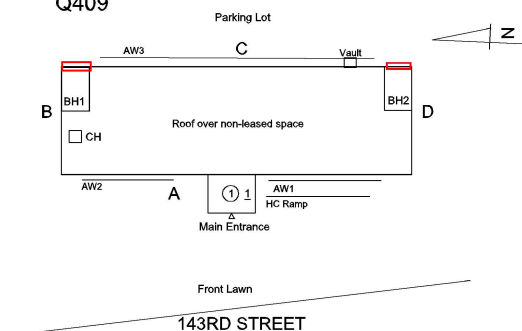 Q409
Parking Lot
AW3
C
Vault
N
BH1
BH2
B
D
Roof over non-leased space
CH
AW2
A
1 1
AW1
HC Ramp
Main Entrance
Front Lawn
143RD STREET